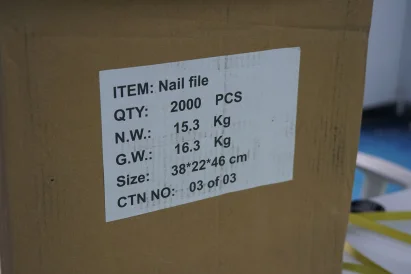 ITEM: Nail file
QTY: 2000 PCS
N.W.: 15.3 Kg
G.W.: 16.3 Kg
Size: 38*22*46 cm
CTN NO: 03 of 03